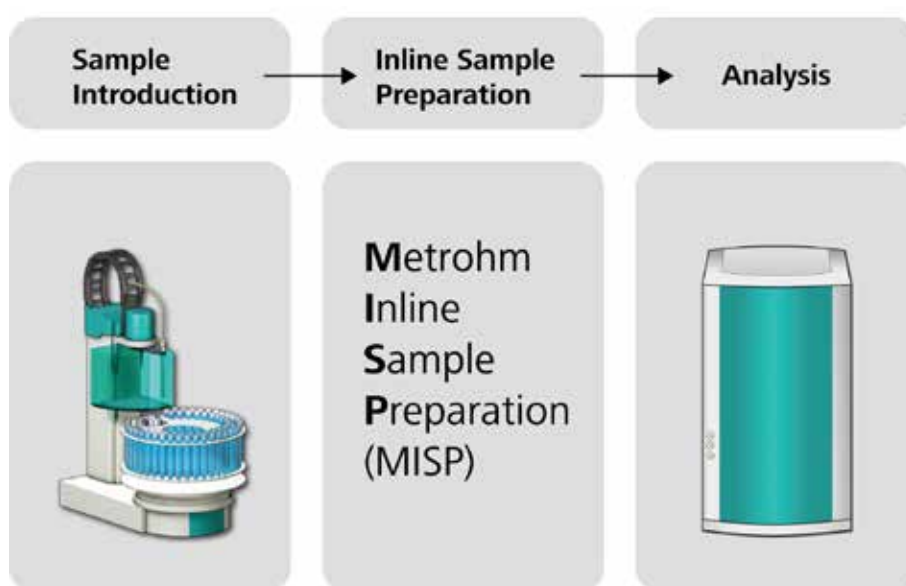 Sample
Introduction
Inline Sample
Preparation
Analysis
Metrohm
Inline
Sample
Preparation
(MISP)